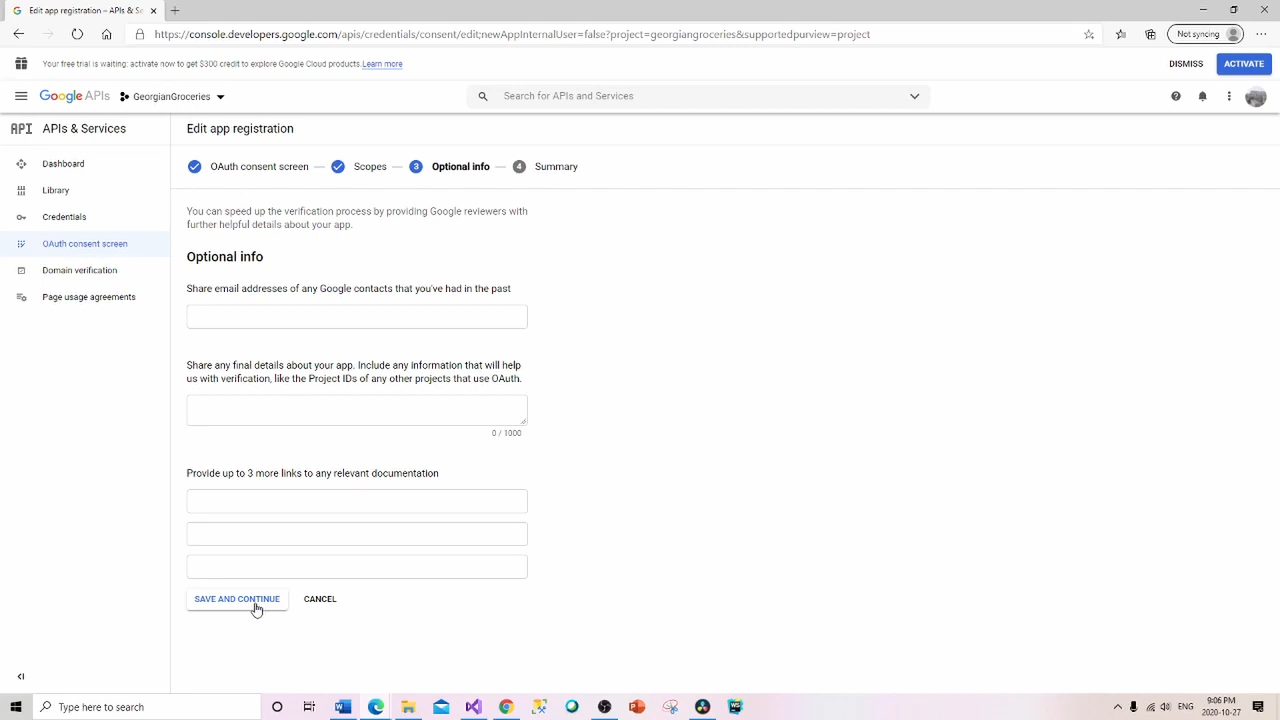 Edit app registration – APIs & Se
https://console.developers.google.com/apis/credentials/consent/edit;newAppInternalUser=false?project=georgiangroceries&supportedpurview=project
Not syncing
Your free trial is waiting: activate now to get $300 credit to explore Google Cloud products. Learn more
DISMISS
ACTIVATE
Google APIs
GeorgianGroceries
Search for APIs and Services
API APIs & Services
Edit app registration
OAuth consent screen
Scopes
3 Optional info
4 Summary
Dashboard
Library
Credentials
OAuth consent screen
Domain verification
Page usage agreements
You can speed up the verification process by providing Google reviewers with
further helpful details about your app.
Optional info
Share email addresses of any Google contacts that you've had in the past
Share any final details about your app. Include any information that will help
us with verification, like the Project IDs of any other projects that use OAuth.
0 / 1000
Provide up to 3 more links to any relevant documentation
SAVE AND CONTINUE
CANCEL
Type here to search
ENG
9:06 PM
2020-10-27